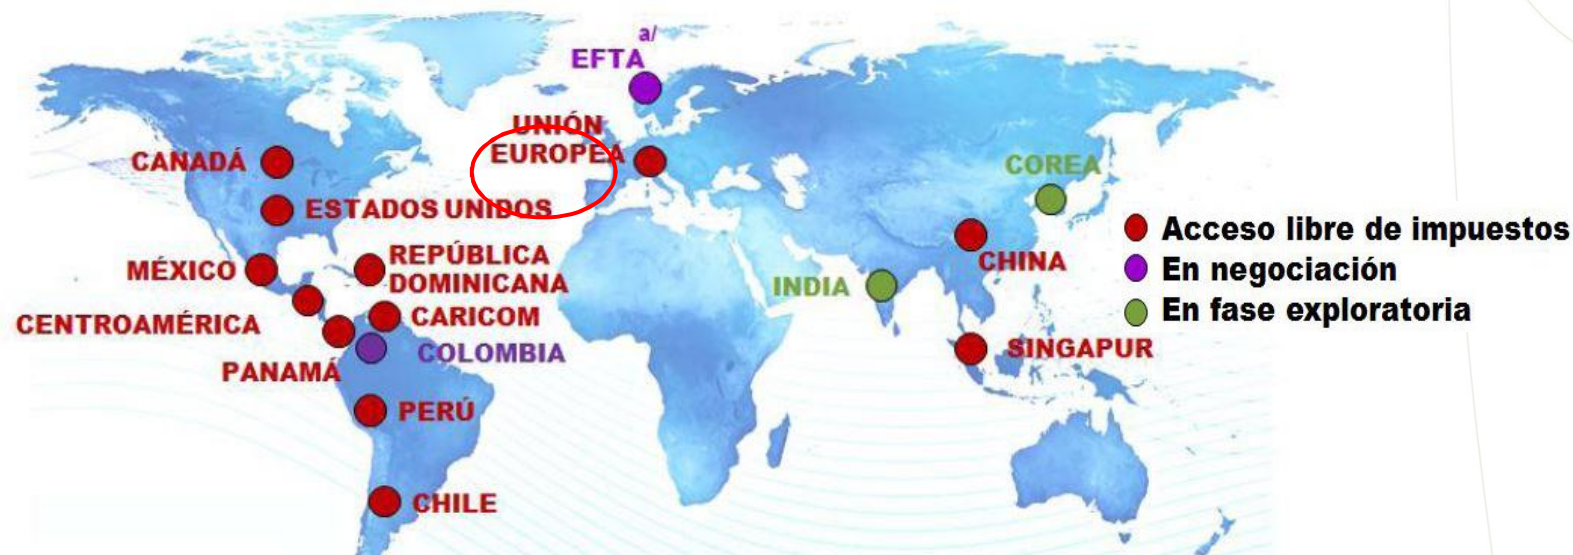 a/
EFTA
UNIÓN
EUROPEA
CANADÁ
COREA
ESTADOS UNIDOS
Acceso libre de impuestos
REPÚBLICA
DOMINICANA
MÉXICO
CHINA
En negociación
INDIA
CARICOM
CENTROAMÉRICA
En fase exploratoria
COLOMBIA
SINGAPUR
PANAMÁ
PERÚ
CHILE